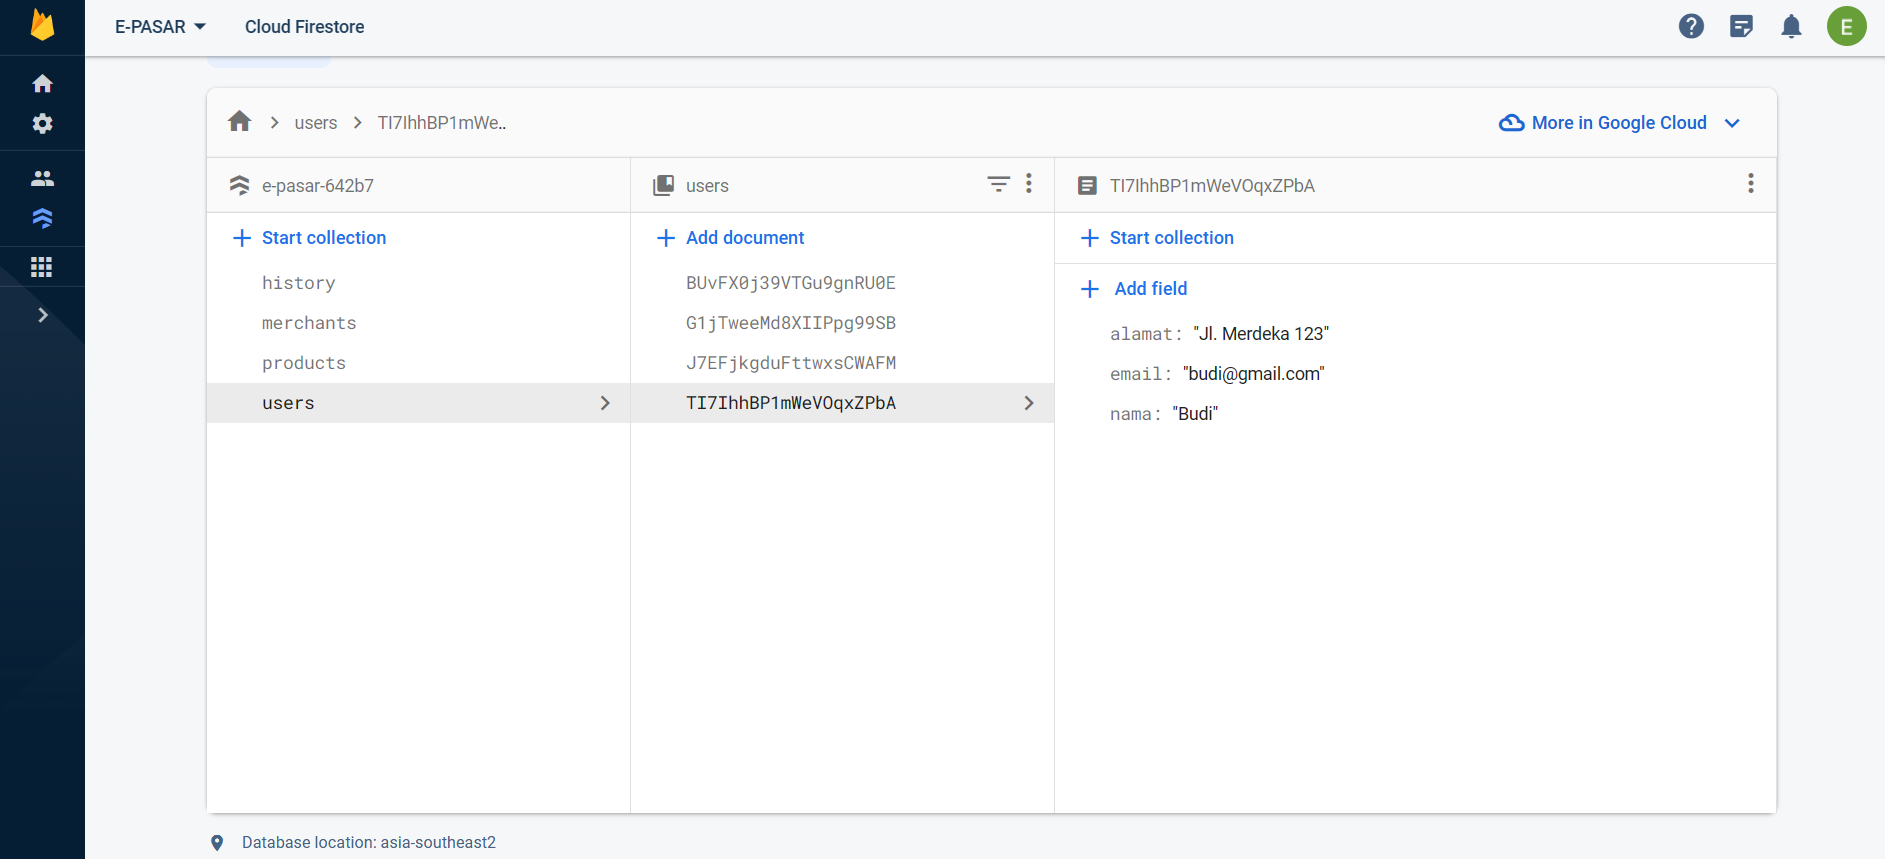 E-PASAR
Cloud Firestore
E
users
TI7IhhBP1mWe..
More in Google Cloud
e-pasar-642b7
users
TI7IhhBP1mWeVOqxZPbA
Start collection
Add document
Start collection
history
merchants
products
users
BUvFX0j39VTGu9gnRU0E
G1jTweeMd8XIIPpg99SB
J7EFjkgduFttwxsCWAFM
TI7IhhBP1mWeVOqxZPbA
Add field
alamat: "Jl. Merdeka 123"
email: "budi@gmail.com"
nama: "Budi"
Database location: asia-southeast2